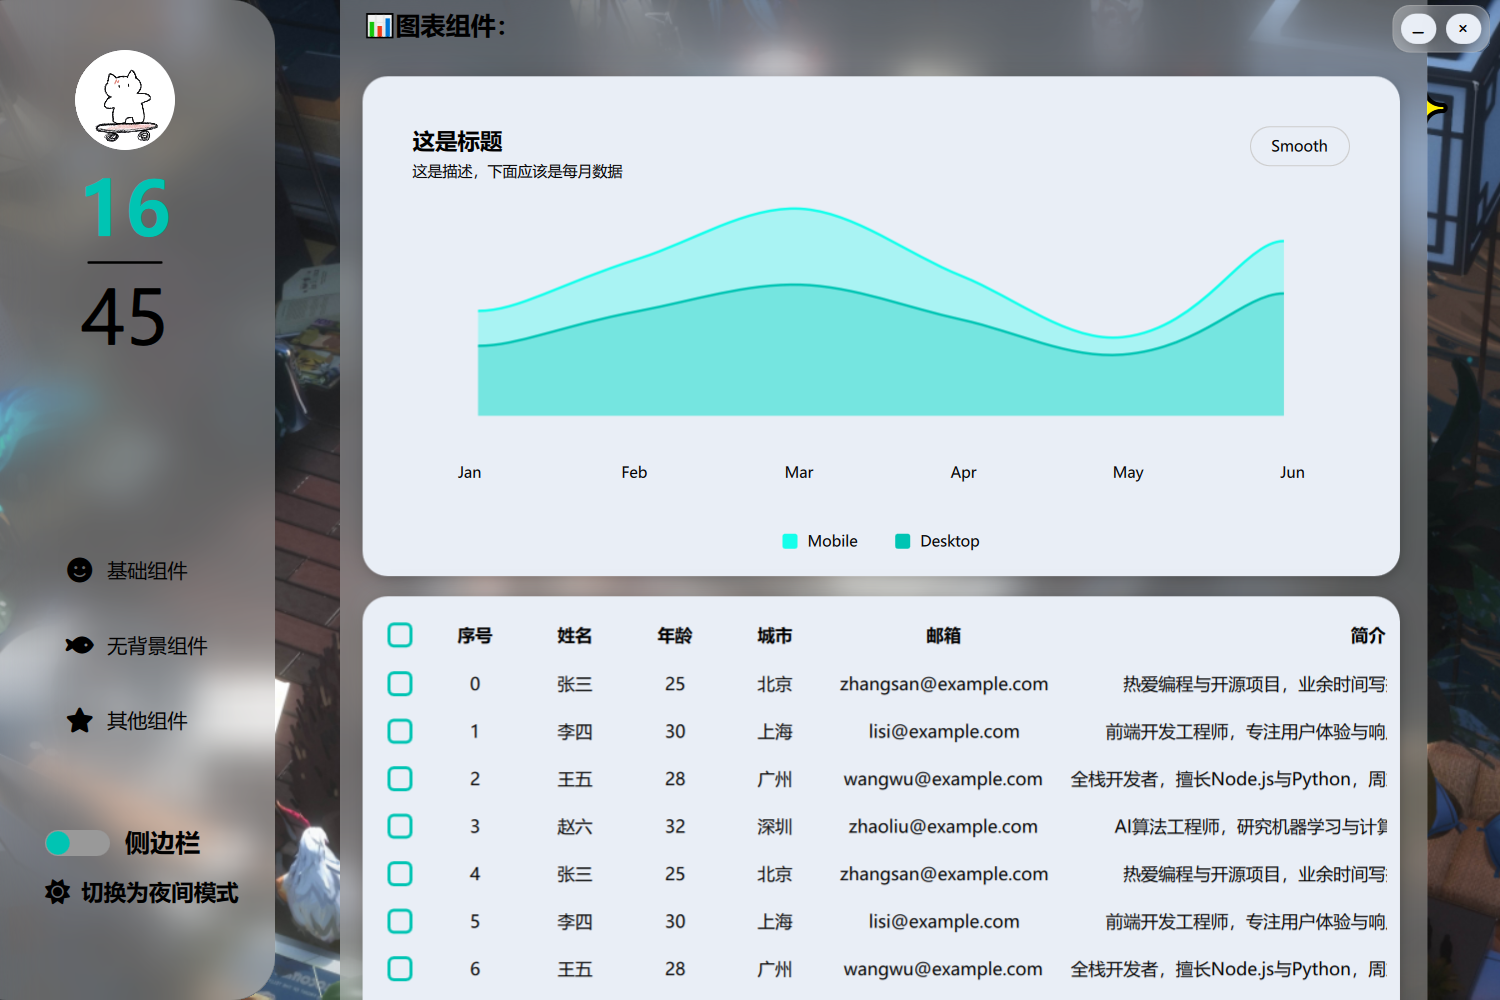 16
45
基础组件
无背景组件
其他组件
侧边栏
切换为夜间模式
📊图表组件：
这是标题
这是描述，下面应该是每月数据
Smooth
Jan Feb Mar Apr May Jun
Mobile Desktop
序号 姓名 年龄 城市 邮箱 简介
0 张三 25 北京 zhangsan@example.com 热爱编程与开源项目，业余时间写
1 李四 30 上海 lisi@example.com 前端开发工程师，专注用户体验与响
2 王五 28 广州 wangwu@example.com 全栈开发者，擅长Node.js与Python，周
3 赵六 32 深圳 zhaoliu@example.com AI算法工程师，研究机器学习与计算
4 张三 25 北京 zhangsan@example.com 热爱编程与开源项目，业余时间写
5 李四 30 上海 lisi@example.com 前端开发工程师，专注用户体验与响
6 王五 28 广州 wangwu@example.com 全栈开发者，擅长Node.js与Python，周